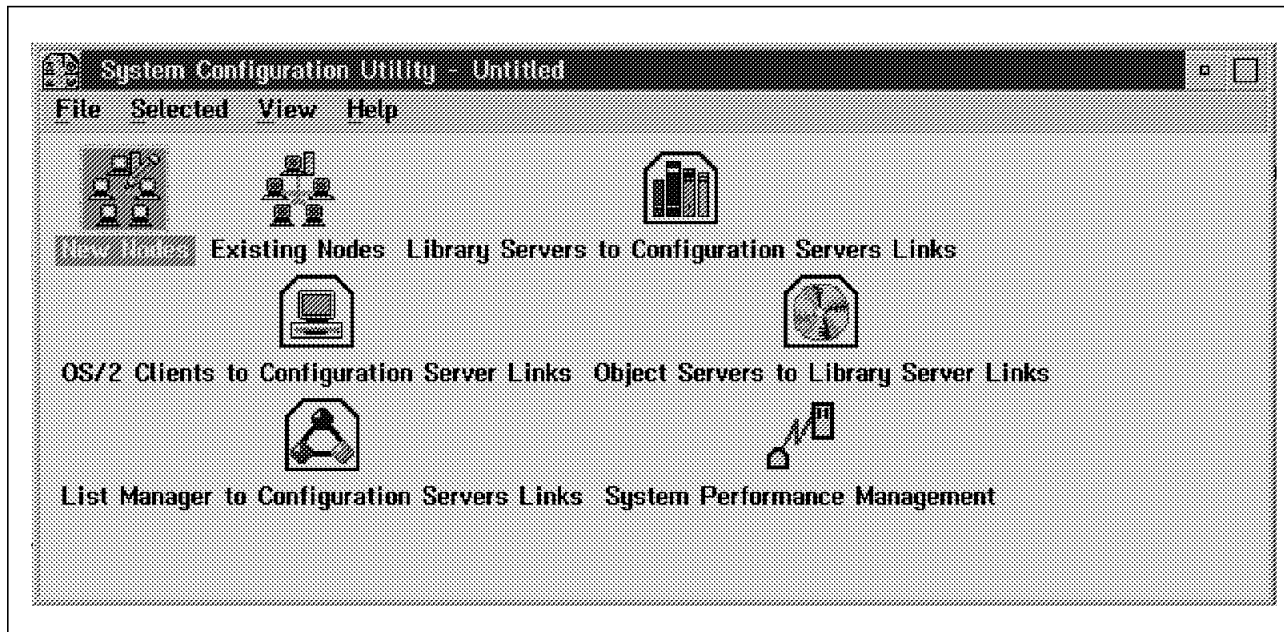 System Configuration Utility - Untitled
File Selected View Help
New Nodes Existing Nodes Library Servers to Configuration Servers Links
OS/2 Clients to Configuration Server Links Object Servers to Library Server Links
List Manager to Configuration Servers Links System Performance Management